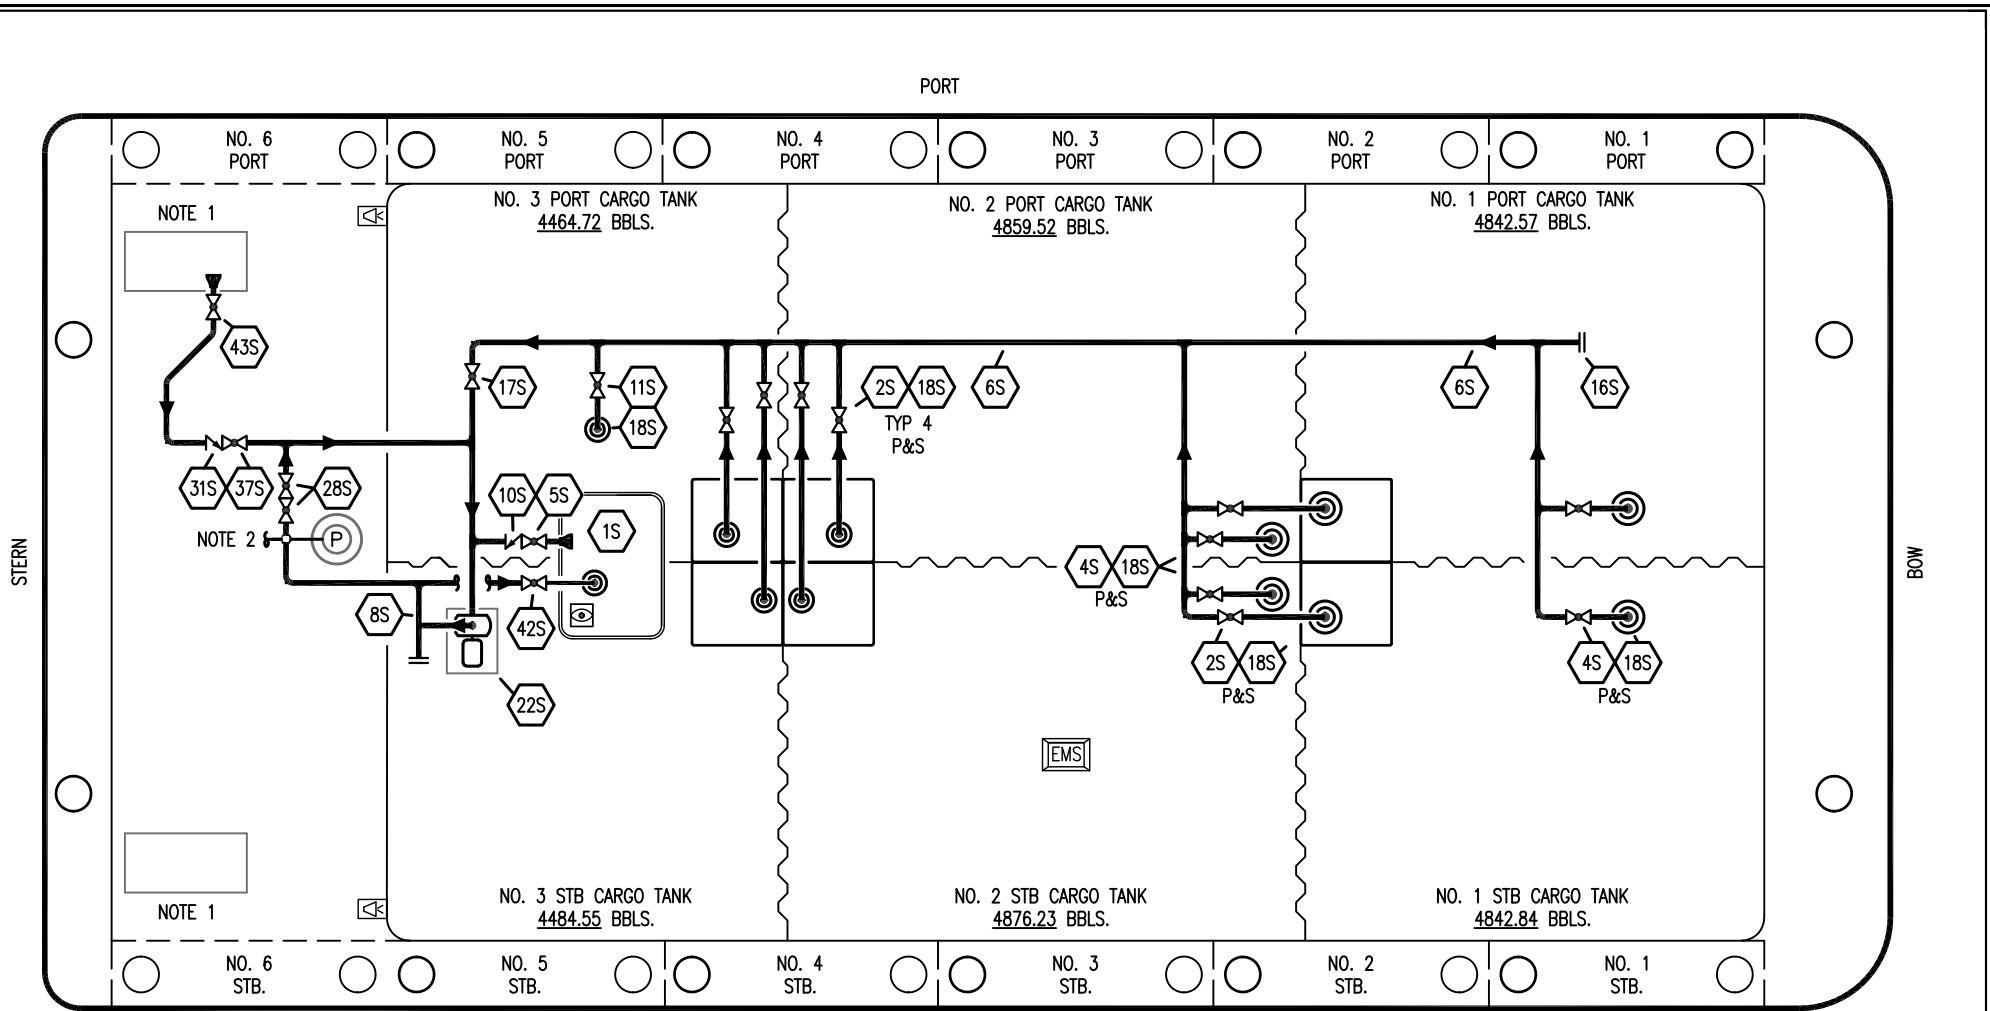 PORT
NO. 6
PORT
NO. 5
PORT
NO. 4
PORT
NO. 3
PORT
NO. 2
PORT
NO. 1
PORT
NOTE 1
NO. 3 PORT CARGO TANK
4464.72 BBLS.
NO. 2 PORT CARGO TANK
4859.52 BBLS.
NO. 1 PORT CARGO TANK
4842.57 BBLS.
43S
17S
11S
18S
2S 18S
TYP 4
P&S
6S
6S
16S
31S 37S
28S
10S 5S
1S
NOTE 2
P
STERN
BOW
4S 18S
P&S
8S
42S
22S
2S 18S
P&S
4S 18S
P&S
EMS
NOTE 1
NO. 3 STB CARGO TANK
4484.55 BBLS.
NO. 2 STB CARGO TANK
4876.23 BBLS.
NO. 1 STB CARGO TANK
4842.84 BBLS.
NO. 6
STB.
NO. 5
STB.
NO. 4
STB.
NO. 3
STB.
NO. 2
STB.
NO. 1
STB.